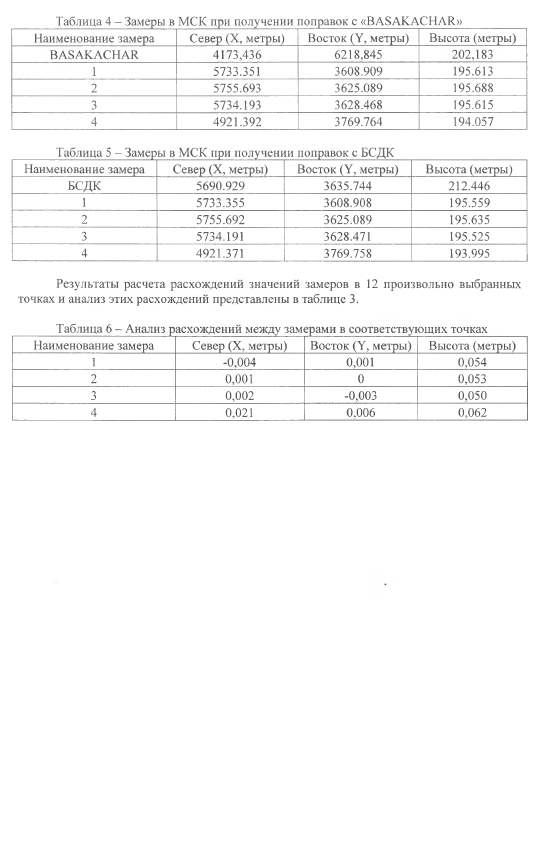 Таблица 4 – Замеры в МСК при получении поправок с «BASAKACHAR»
Наименование замера Север (X, метры) Восток (Y, метры) Высота (метры)
BASAKACHAR 4173,436 6218,845 202,183
1 5733.351 3608.909 195.613
2 5755.693 3625.089 195.688
3 5734.193 3628.468 195.615
4 4921.392 3769.764 194.057
Таблица 5 – Замеры в МСК при получении поправок с БСДК
Наименование замера Север (X, метры) Восток (Y, метры) Высота (метры)
БСДК 5690.929 3635.744 212.446
1 5733.355 3608.908 195.559
2 5755.692 3625.089 195.635
3 5734.191 3628.471 195.525
4 4921.371 3769.758 193.995
Результаты расчета расхождений значений замеров в 12 произвольно выбранных
точках и анализ этих расхождений представлены в таблице 3.
Таблица 6 – Анализ расхождений между замерами в соответствующих точках
Наименование замера Север (X, метры) Восток (Y, метры) Высота (метры)
1 -0,004 0,001 0,054
2 0,001 0 0,053
3 0,002 -0,003 0,050
4 0,021 0,006 0,062